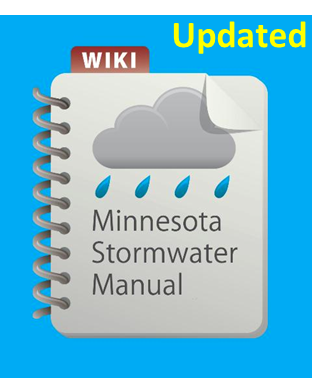 Updated
WIKI
Minnesota
Stormwater
Manual